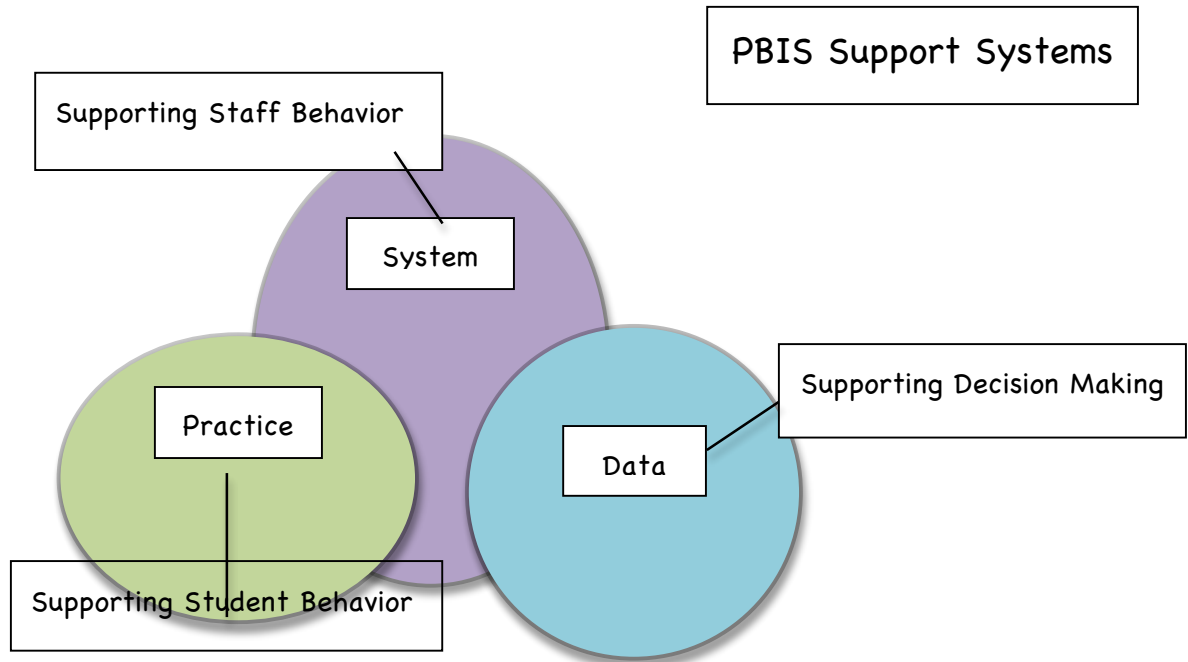 PBIS Support Systems
Supporting Staff Behavior
System
Supporting Decision Making
Practice
Data
Supporting Student Behavior